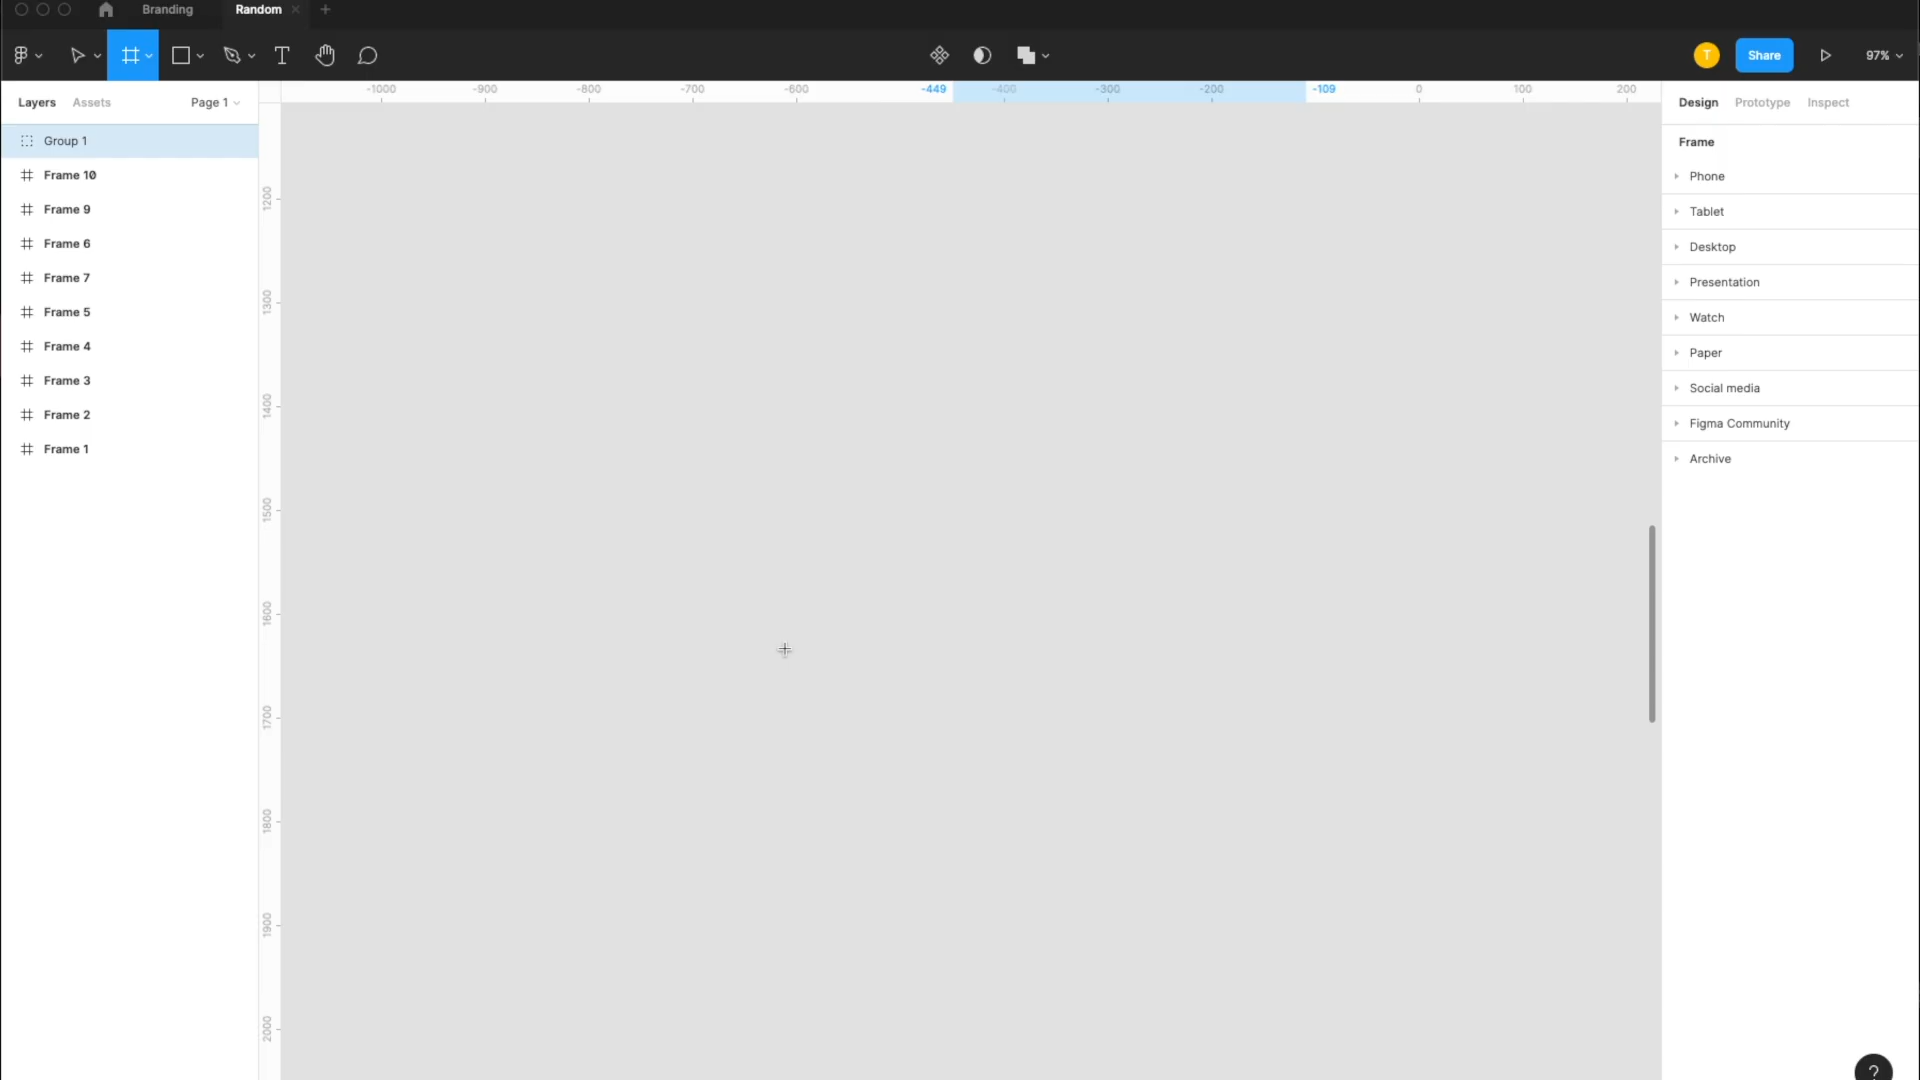 Branding Random
T Share 97%
Layers Assets Page 1
-1000 -900 -800 -700 -600 -449 -400 -300 -200 -109 0 100 200
Design Prototype Inspect
Group 1
Frame 10
Frame 9
Frame 6
Frame 7
Frame 5
Frame 4
Frame 3
Frame 2
Frame 1
1200
1300
1400
1500
1600
1700
1800
1900
2000
Frame
Phone
Tablet
Desktop
Presentation
Watch
Paper
Social media
Figma Community
Archive
?